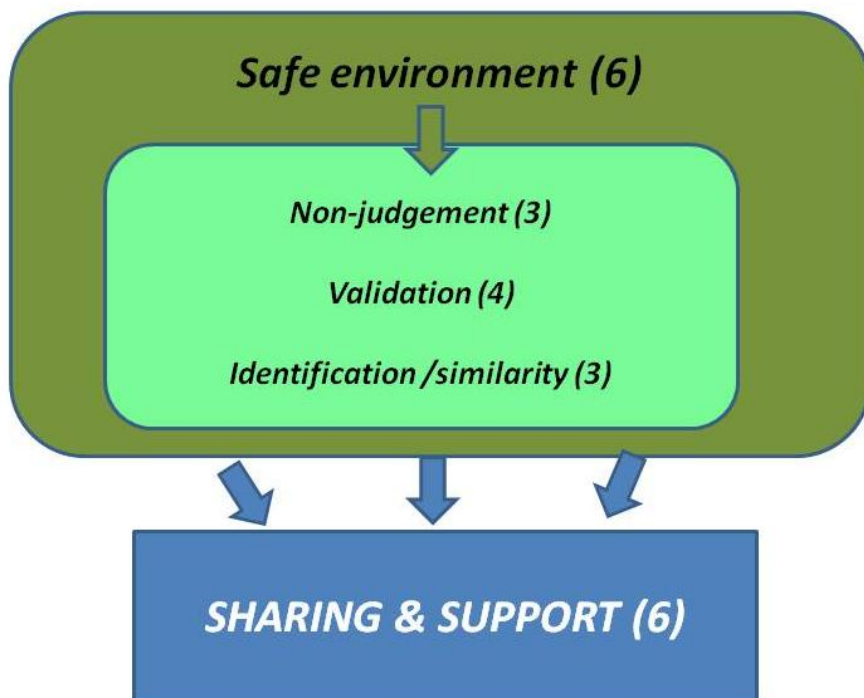 Safe environment (6)
Non-judgement (3)
Validation (4)
Identification /similarity (3)
SHARING & SUPPORT (6)